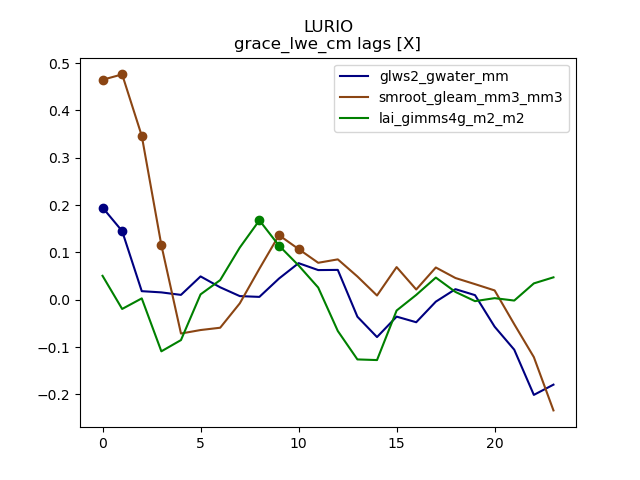 LURIO
grace_lwe_cm lags [X]
glws2_gwater_mm
smroot_gleam_mm3_mm3
lai_gimms4g_m2_m2
0.5
0.4
0.3
0.2
0.1
0.0
−0.1
−0.2
0 5 10 15 20